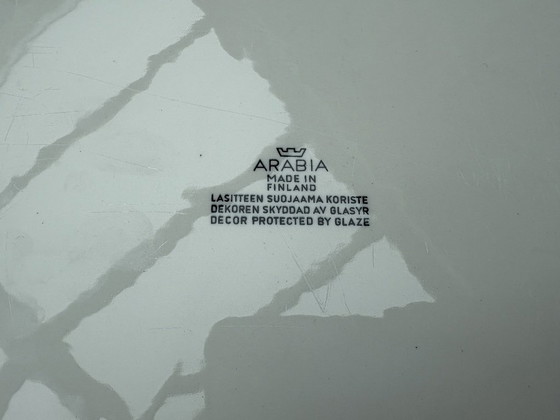 ARABIA
MADE IN
FINLAND
LASITTEEN SUOJAAMA KORISTE
DEKOREN SKYDDAD AV GLASYR
DECOR PROTECTED BY GLAZE